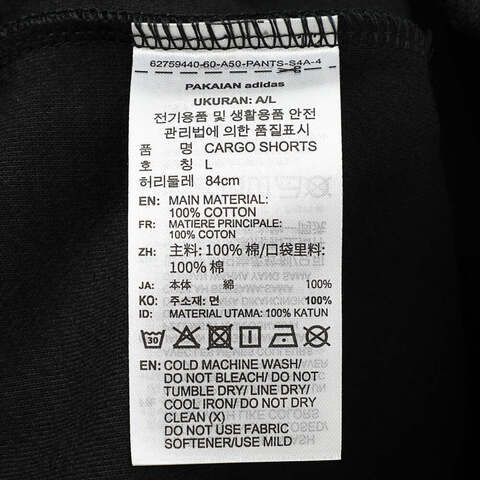 62759440-60-A50-PANTS-S4A-4
PAKAIAN adidas
UKURAN: A/L
전기용품 및 생활용품 안전
관리법에 의한 품질표시
품 명 CARGO SHORTS
호 칭 L
허리둘레 84cm
EN: MAIN MATERIAL:
100% COTTON
FR: MATIERE PRINCIPALE:
100% COTON
ZH: 主料: 100% 棉/口袋里料:
100% 棉
JA: 本体 綿 100%
KO: 주소재: 면 100%
ID: MATERIAL UTAMA: 100% KATUN
30
EN: COLD MACHINE WASH/
DO NOT BLEACH/ DO NOT
TUMBLE DRY/ LINE DRY/
COOL IRON/ DO NOT DRY
CLEAN (X)
DO NOT USE FABRIC
SOFTENER/USE MILD